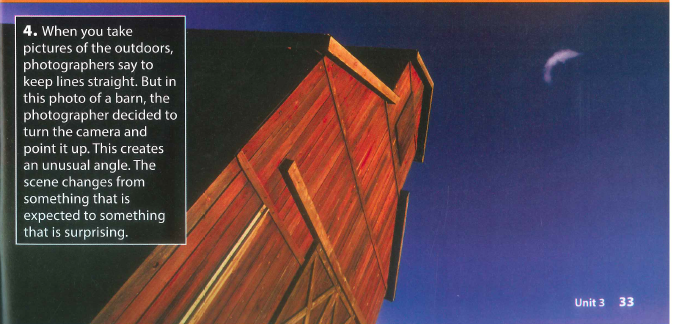 4. When you take
pictures of the outdoors,
photographers say to
keep lines straight. But in
this photo of a barn, the
photographer decided to
turn the camera and
point it up. This creates
an unusual angle. The
scene changes from
something that is
expected to something
that is surprising.
Unit 3 33